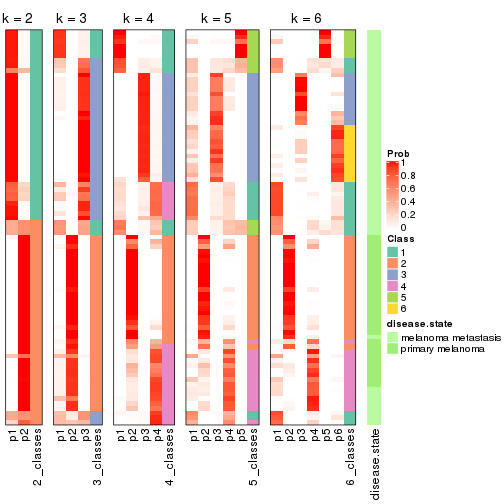 k = 2
k = 3
k = 4
k = 5
k = 6
Prob
1
0.8
0.6
0.4
0.2
0
Class
1
2
3
4
5
6
disease.state
melanoma metastasis
primary melanoma
p1
p2
2_classes
p1
p2
p3
3_classes
p1
p2
p3
p4
4_classes
p1
p2
p3
p4
p5
5_classes
p1
p2
p3
p4
p5
p6
6_classes
disease.state